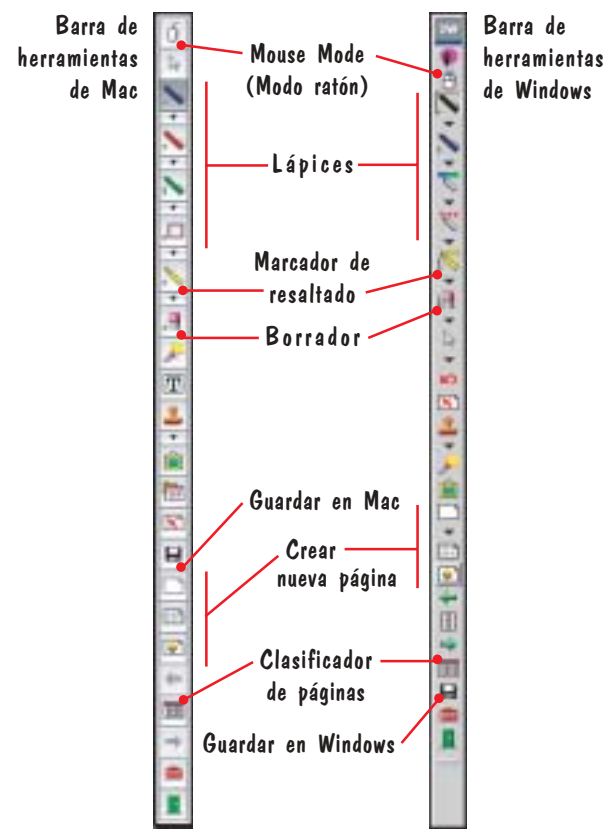 Barra de
herramientas
de Mac
Barra de
herramientas
de Windows
Mouse Mode
(Modo ratón)
Lápices
Marcador de
resaltado
Borrador
T
Guardar en Mac
Crear
nueva página
Clasificador
de páginas
Guardar en Windows